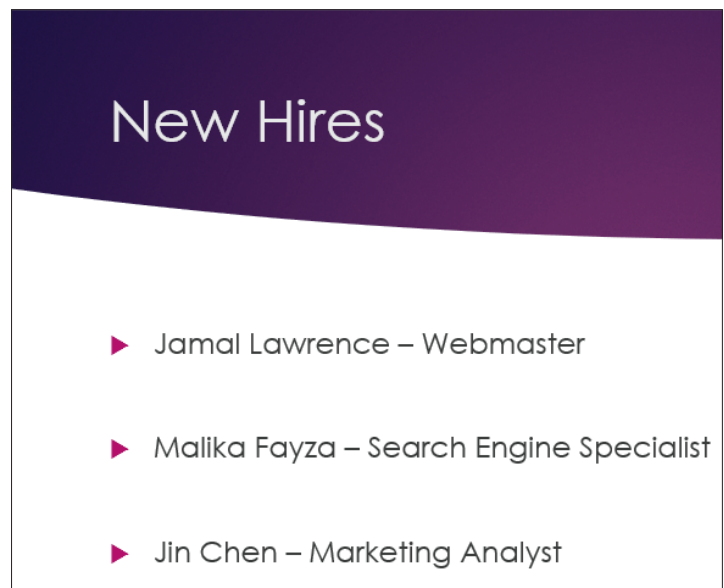 New Hires
Jamal Lawrence – Webmaster
Malika Fayza – Search Engine Specialist
Jin Chen – Marketing Analyst